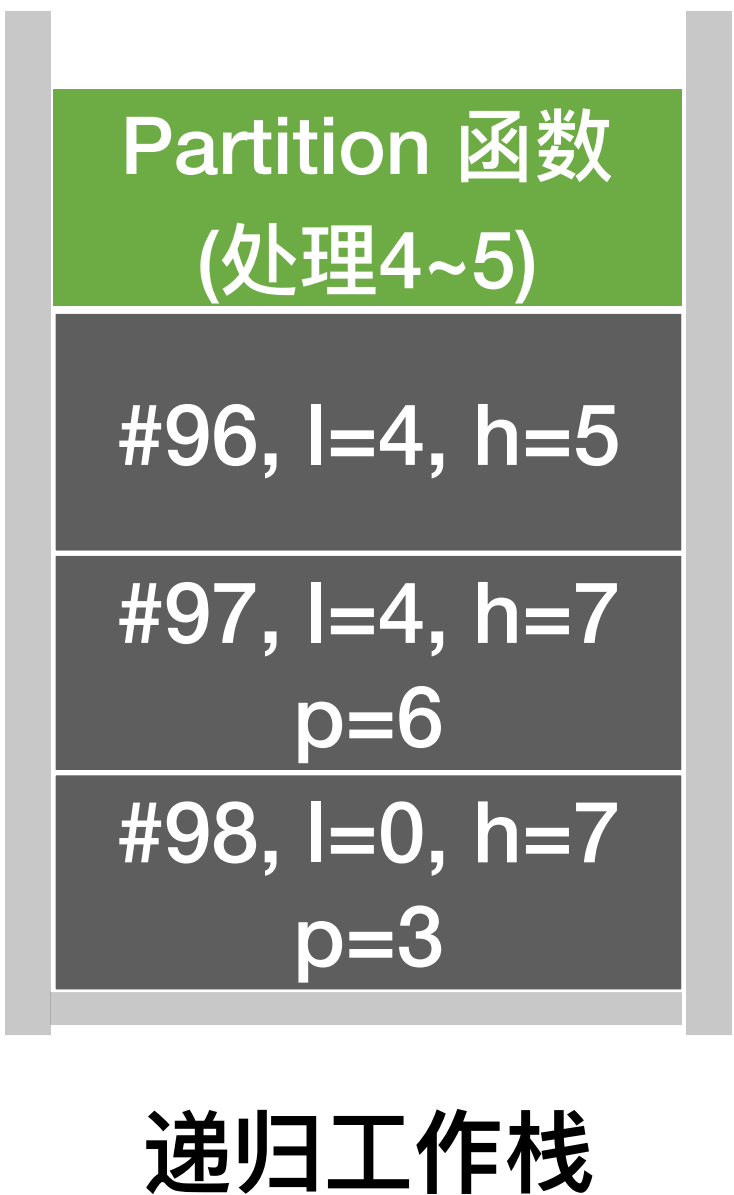 Partition 函数
(处理4~5)
#96, l=4, h=5
#97, l=4, h=7
p=6
#98, l=0, h=7
p=3
递归工作栈